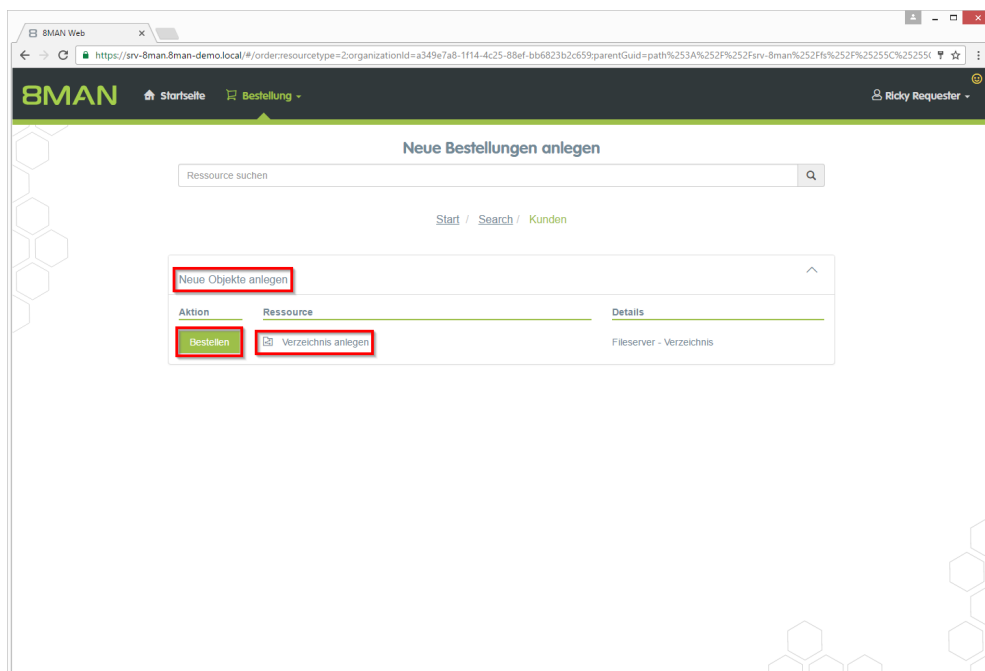 8MAN Web
https://srv-8man.8man-demo.local/#/order;resourcetype=2;organizationId=a349e7a8-1f14-4c25-88ef-bb6823b2c659;parentGuid=path%253A%252F%252Fsrv-8man%252Ffs%252F%25255C%25255(
8MAN Startseite Bestellung Ricky Requester
Neue Bestellungen anlegen
Ressource suchen
Start / Search / Kunden
Neue Objekte anlegen
Aktion Ressource Details
Bestellen Verzeichnis anlegen Fileserver - Verzeichnis